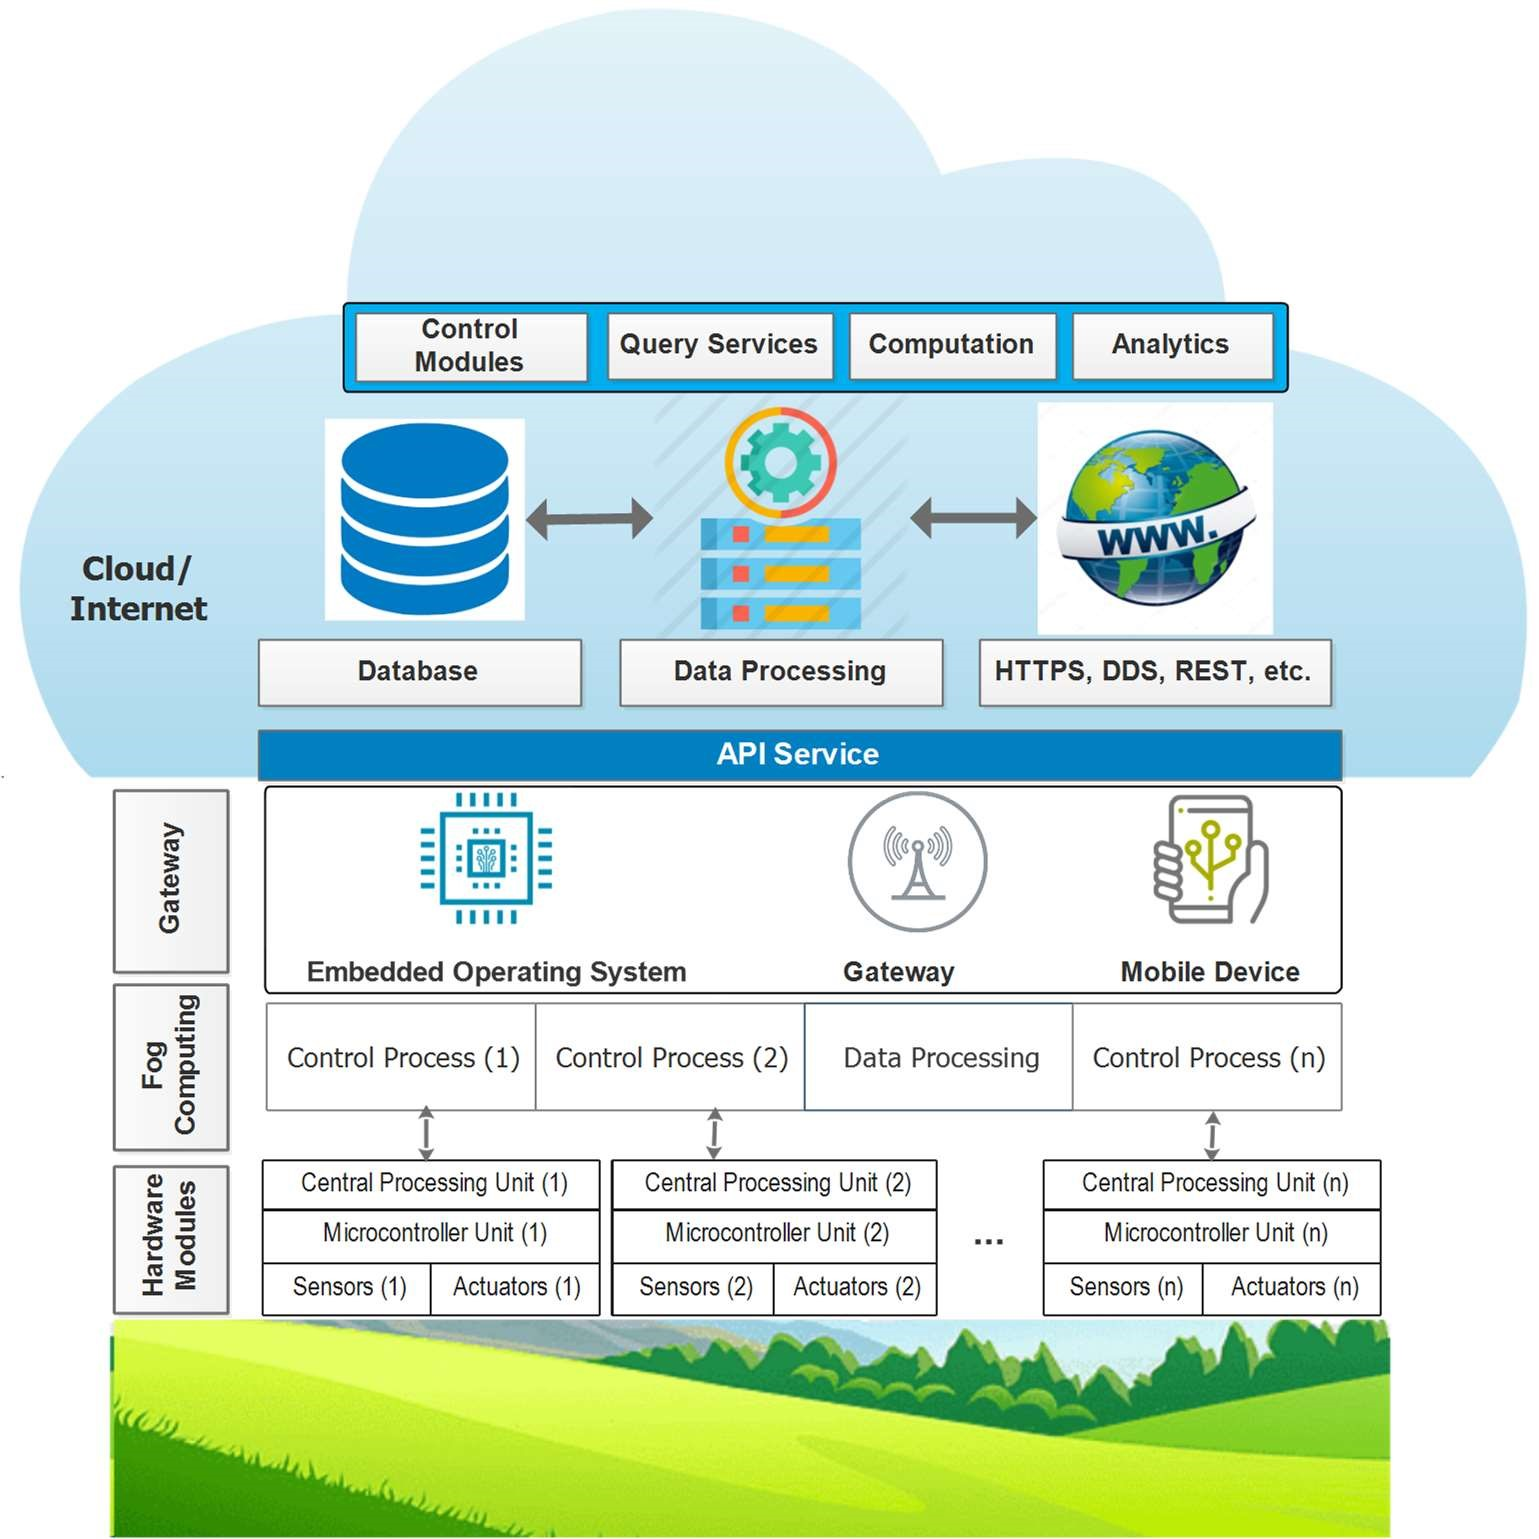 Control
Modules
Query Services
Computation
Analytics
WWW.
Cloud/
Internet
Database
Data Processing
HTTPS, DDS, REST, etc.
API Service
Gateway
Embedded Operating System
Gateway
Mobile Device
Fog
Computing
Control Process (1)
Control Process (2)
Data Processing
Control Process (n)
Hardware
Modules
Central Processing Unit (1)
Microcontroller Unit (1)
Sensors (1)
Actuators (1)
Central Processing Unit (2)
Microcontroller Unit (2)
Sensors (2)
Actuators (2)
...
Central Processing Unit (n)
Microcontroller Unit (n)
Sensors (n)
Actuators (n)